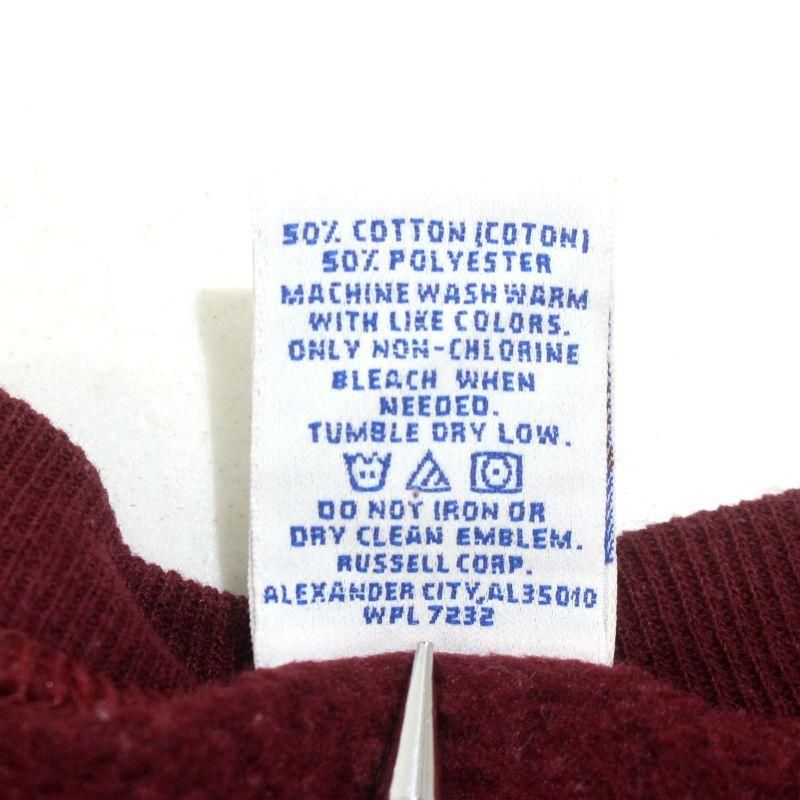 50% COTTON (COTON)
50% POLYESTER
MACHINE WASH WARM
WITH LIKE COLORS.
ONLY NON-CHLORINE
BLEACH WHEN
NEEDED.
TUMBLE DRY LOW.
DO NOT IRON OR
DRY CLEAN EMBLEM.
RUSSELL CORP.
ALEXANDER CITY,AL35010
WPL 7232